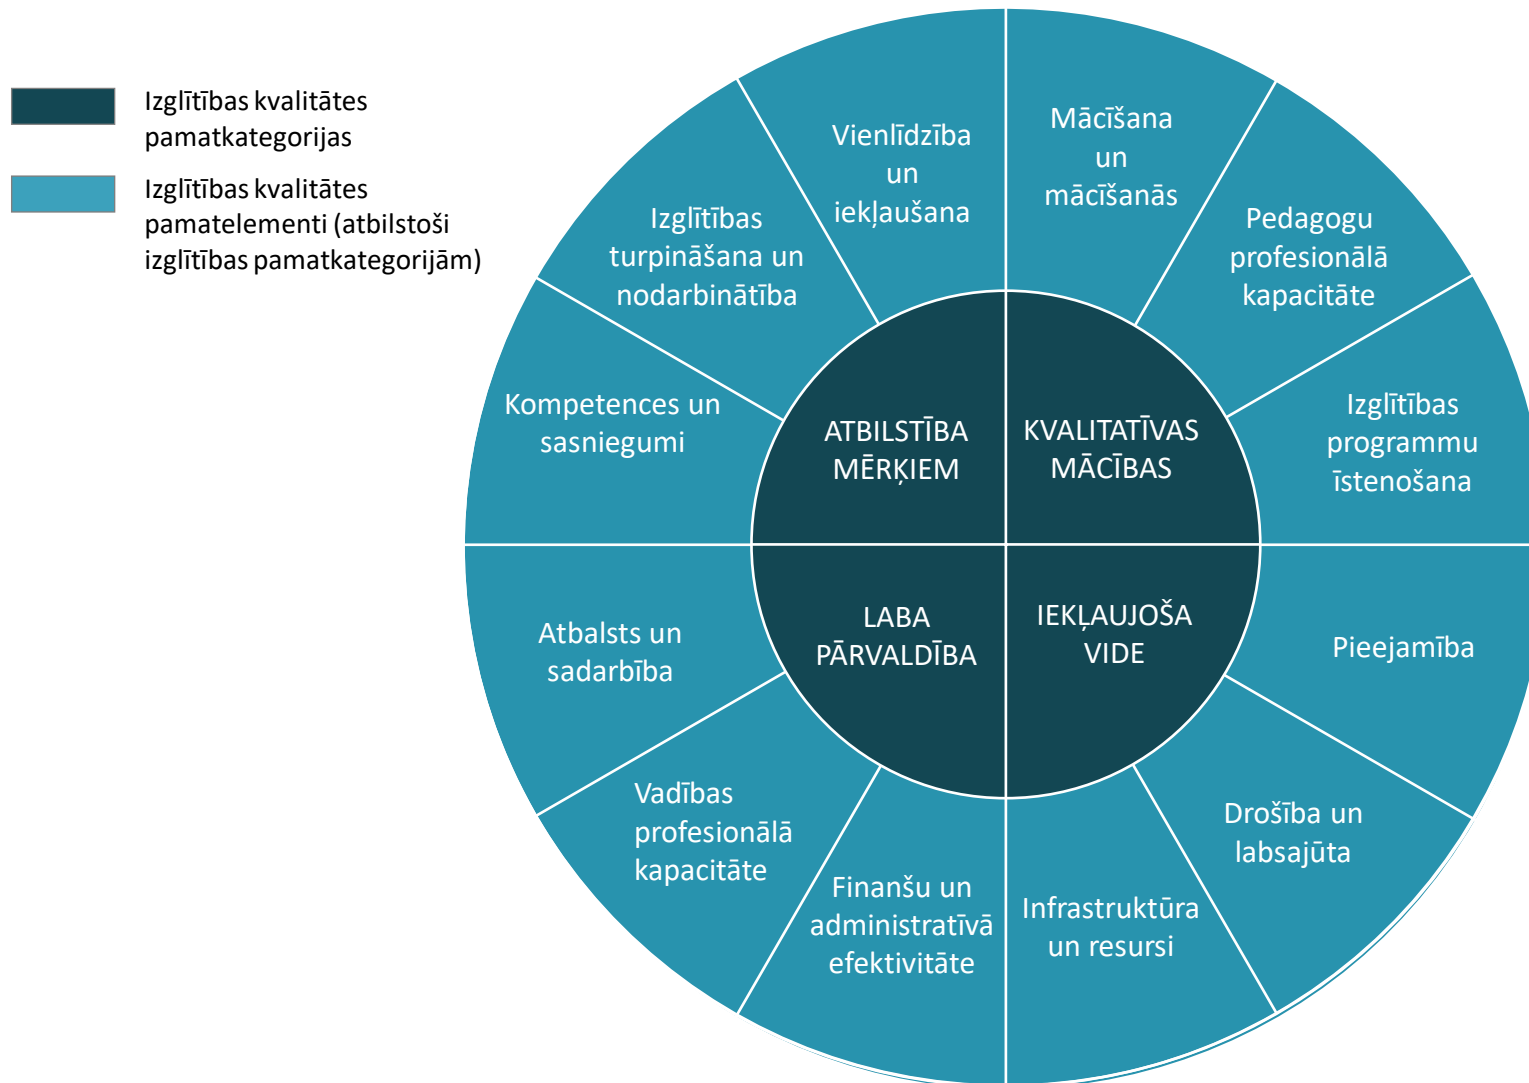 Izglītības kvalitātes
pamatkategorijas
Izglītības kvalitātes
pamatelementi (atbilstoši
izglītības pamatkategorijām)
Vienlīdzība
un
iekļaušana
Mācīšana
un
mācīšanās
Izglītības
turpināšana un
nodarbinātība
Pedagogu
profesionālā
kapacitāte
Kompetences un
sasniegumi
Izglītības
programmu
īstenošana
ATBILSTĪBA
MĒRĶIEM
KVALITATĪVAS
MĀCĪBAS
LABA
PĀRVALDĪBA
IEKĻAUJOŠA
VIDE
Atbalsts un
sadarbība
Pieejamība
Vadības
profesionālā
kapacitāte
Drošība un
labsajūta
Finanšu un
administratīvā
efektivitāte
Infrastruktūra
un resursi